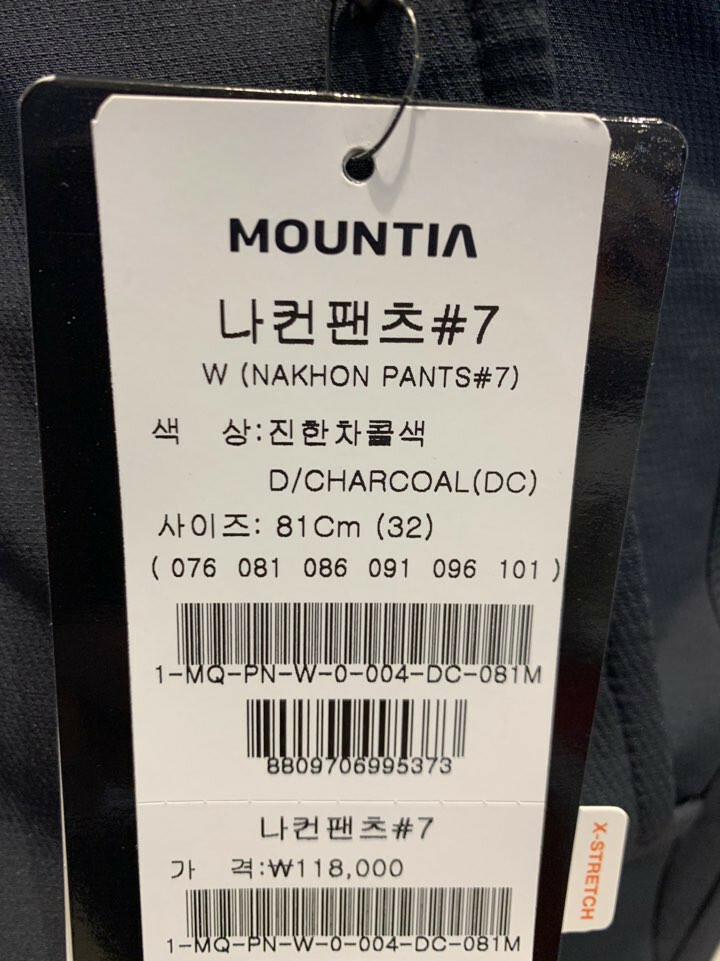 MOUNTIA
나컨팬츠#7
W (NAKHON PANTS#7)
색 상:진한차콜색
D/CHARCOAL(DC)
사이즈: 81Cm (32)
( 076 081 086 091 096 101 )
1-MQ-PN-W-0-004-DC-081M
8809706995373
나컨팬츠#7
가 격:₩118,000
1-MQ-PN-W-0-004-DC-081M
X-STRETCH